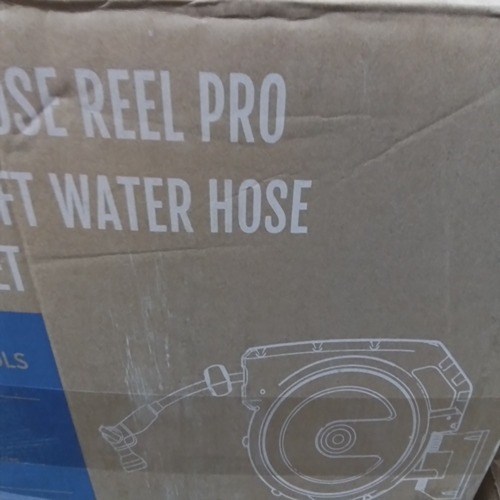 OSE REEL PRO
FT WATER HOSE
ET
OLS